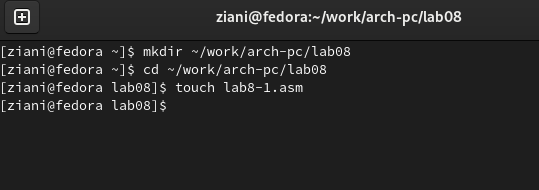 ziani@fedora:~/work/arch-pc/lab08
[ziani@fedora ~]$ mkdir ~/work/arch-pc/lab08
[ziani@fedora ~]$ cd ~/work/arch-pc/lab08
[ziani@fedora lab08]$ touch lab8-1.asm
[ziani@fedora lab08]$